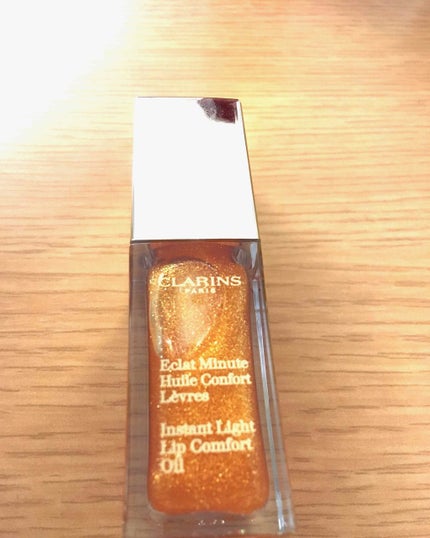 CLARINS
PARIS
Eclat Minute
Huile Confort
Lèvres
Instant Light
Lip Comfort
Oil